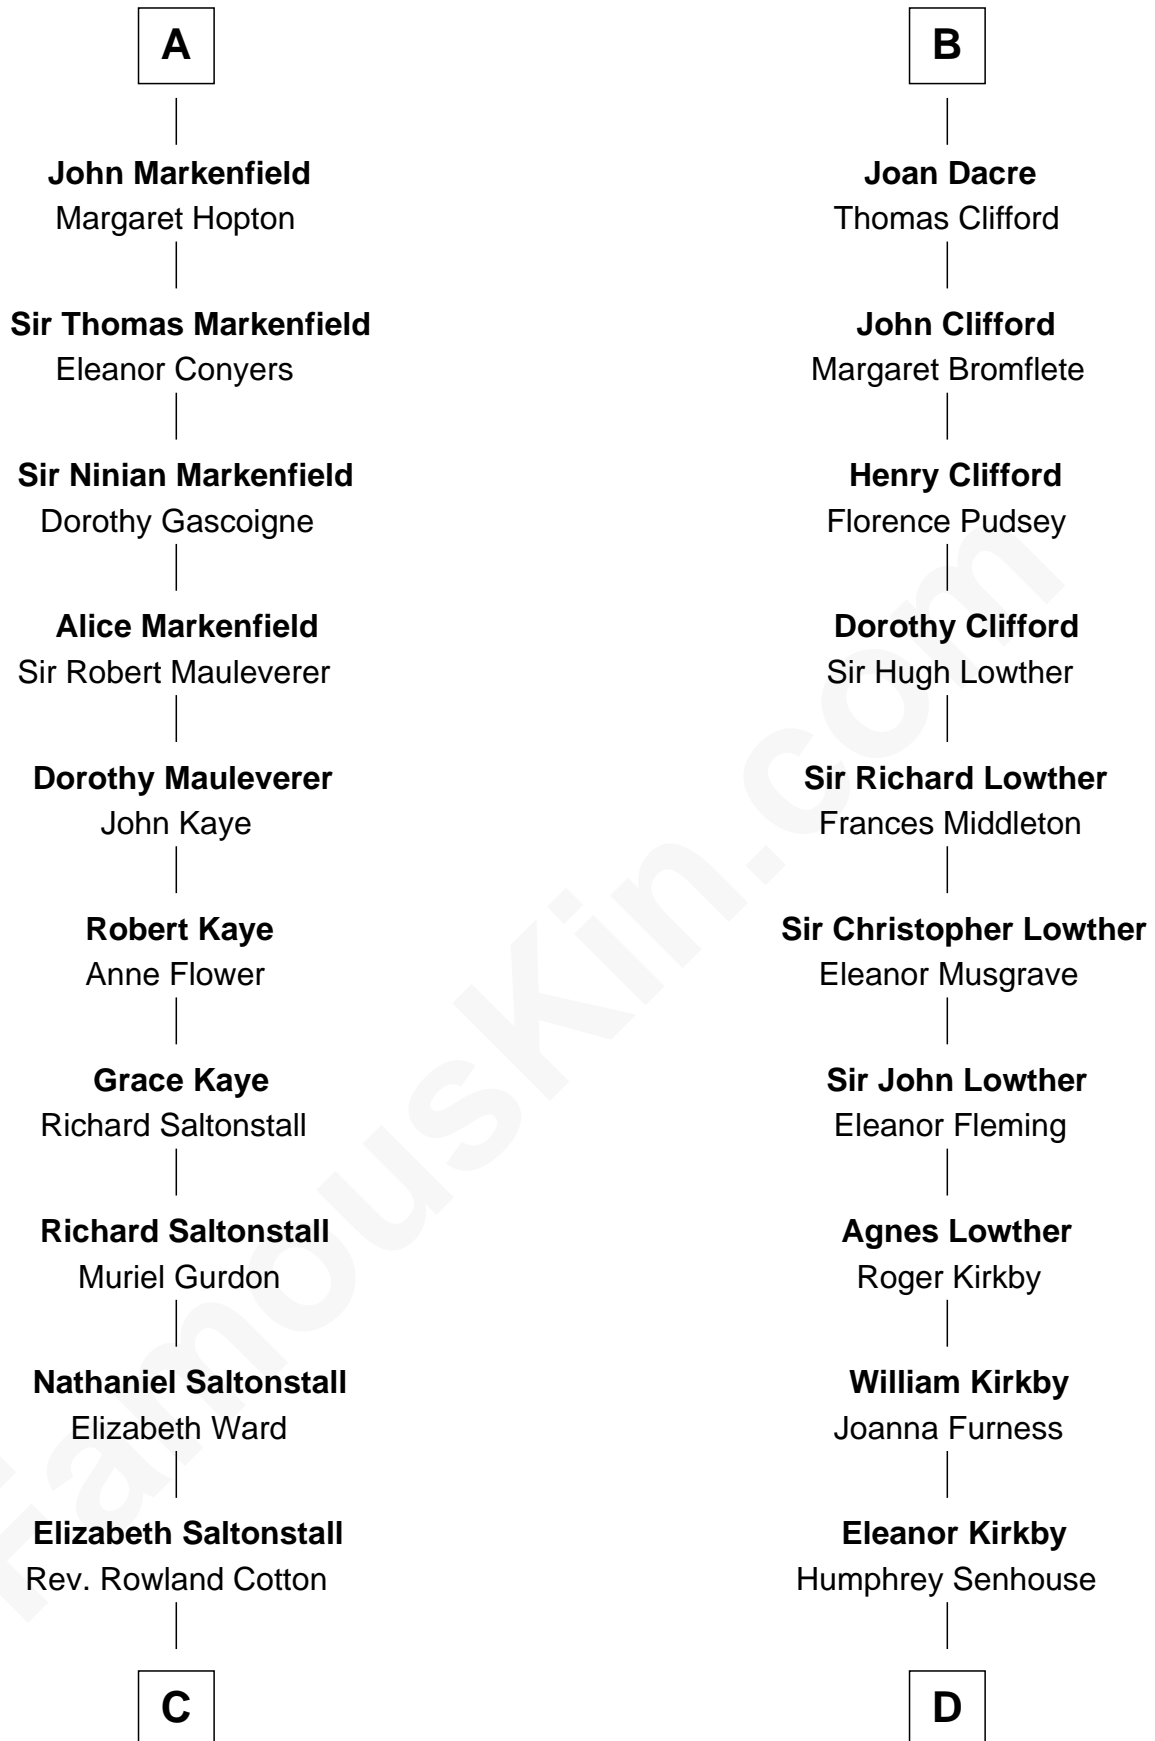 A
John Markenfield
Margaret Hopton
Sir Thomas Markenfield
Eleanor Conyers
Sir Ninian Markenfield
Dorothy Gascoigne
Alice Markenfield
Sir Robert Mauleverer
Dorothy Mauleverer
John Kaye
Robert Kaye
Anne Flower
Grace Kaye
Richard Saltonstall
Richard Saltonstall
Muriel Gurdon
Nathaniel Saltonstall
Elizabeth Ward
Elizabeth Saltonstall
Rev. Rowland Cotton
C
B
Joan Dacre
Thomas Clifford
John Clifford
Margaret Bromflete
Henry Clifford
Florence Pudsey
Dorothy Clifford
Sir Hugh Lowther
Sir Richard Lowther
Frances Middleton
Sir Christopher Lowther
Eleanor Musgrave
Sir John Lowther
Eleanor Fleming
Agnes Lowther
Roger Kirkby
William Kirkby
Joanna Furness
Eleanor Kirkby
Humphrey Senhouse
D
FamousKin.com